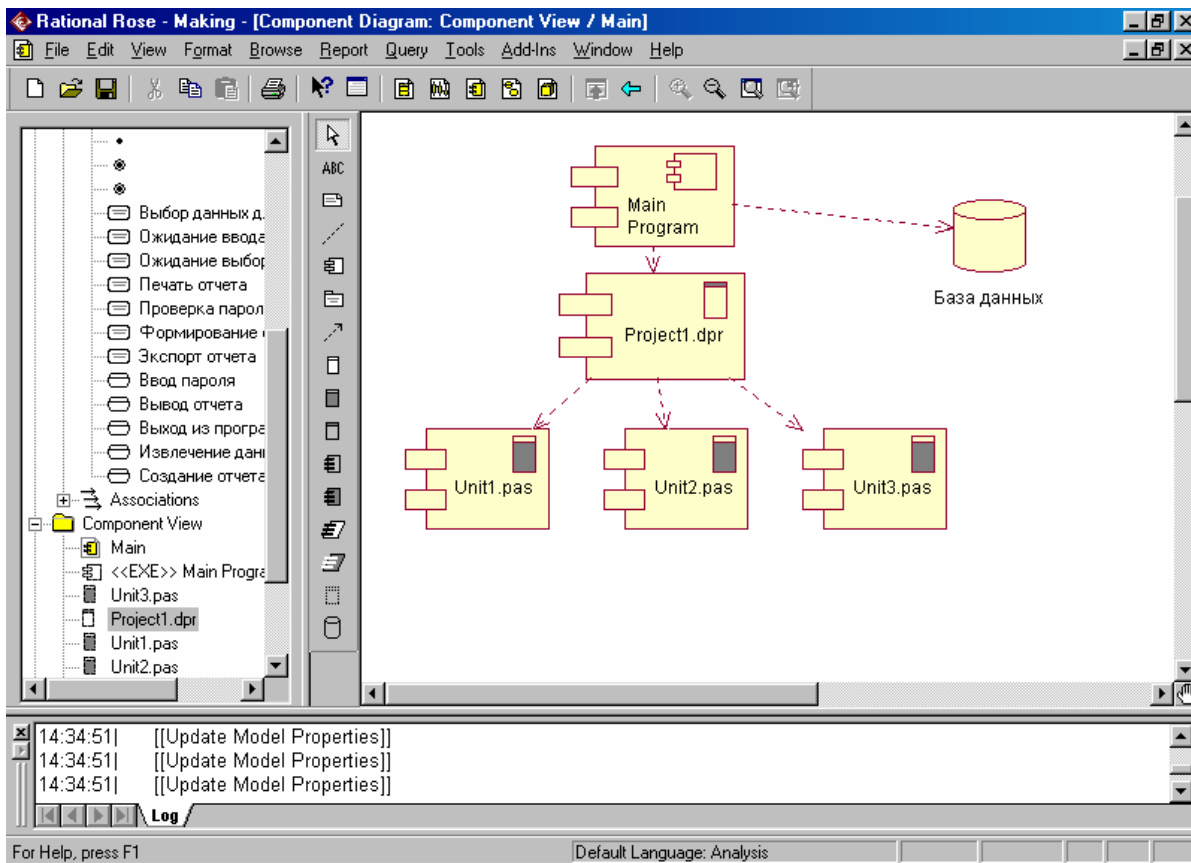 Rational Rose - Making - [Component Diagram: Component View / Main]
File Edit View Format Browse Report Query Tools Add-Ins Window Help
ABC
Выбор данных д
Ожидание ввода
Ожидание выбор
Печать отчета
Проверка парол
Формирование
Экспорт отчета
Ввод пароля
Вывод отчета
Выход из програ
Извлечение данн
Создание отчета
Associations
Component View
Main
<<EXE>> Main Progra
Unit3.pas
Project1.dpr
Unit1.pas
Unit2.pas
Main
Program
База данных
Project1.dpr
Unit1.pas
Unit2.pas
Unit3.pas
14:34:51| [[Update Model Properties]]
14:34:51| [[Update Model Properties]]
14:34:51| [[Update Model Properties]]
Log
For Help, press F1
Default Language: Analysis